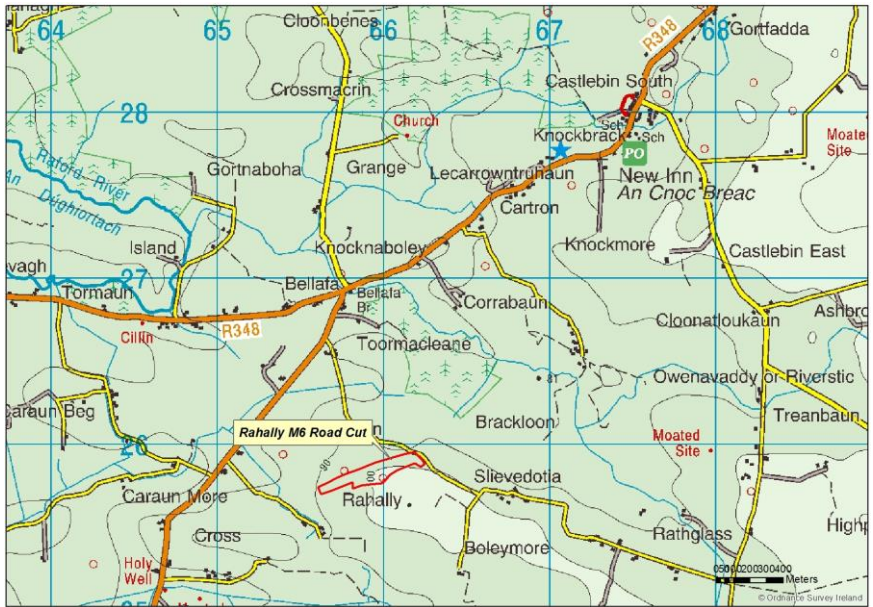 64
65
66
67
68
Cloonbenes
R348
Gortfadda
Crossmacrin
Castlebin South
28
Church
Sch
Knockbrack
Sch
PO
Moated
Site
Raford River
An Dúghiorlach
Gortnaboha
Grange
Lecarrowntruhaun
New Inn
An Cnoc Breac
Cartron
Island
Knocknaboley
Knockmore
Castlebin East
27
Tormaun
Bellafa
Bellafa
Br
Corrabaun
Cillín
R348
Toormacleane
Cloonatloukaun
81
Owenavaddy or Riverstic
Caraun Beg
Brackloon
Treanbaun
Rahally M6 Road Cut
26
Moated
Site
90
Slievedotia
Caraun More
Rahally
Cross
Rathglass
Boleymore
Holy
Well
Meters
© Ordnance Survey Ireland